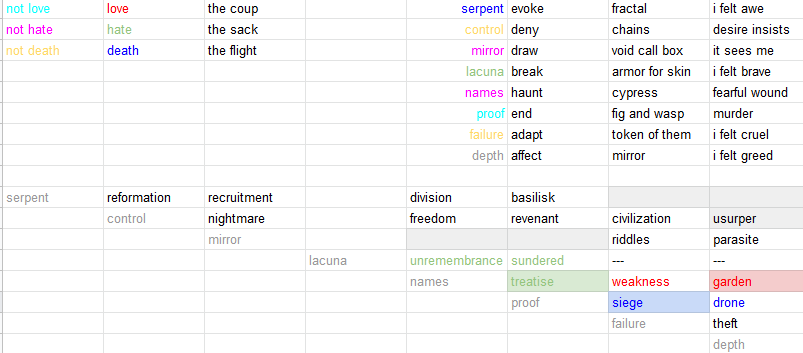 not love love the coup serpent evoke fractal i felt awe
not hate hate the sack control deny chains desire insists
not death death the flight mirror draw void call box it sees me
lacuna break armor for skin i felt brave
names haunt cypress fearful wound
proof end fig and wasp murder
failure adapt token of them i felt cruel
depth affect mirror i felt greed
serpent reformation recruitment division basilisk
control nightmare freedom revenant civilization usurper
mirror riddles parasite
lacuna unremembrance sundered --- ---
names treatise weakness garden
proof siege drone
failure theft
depth